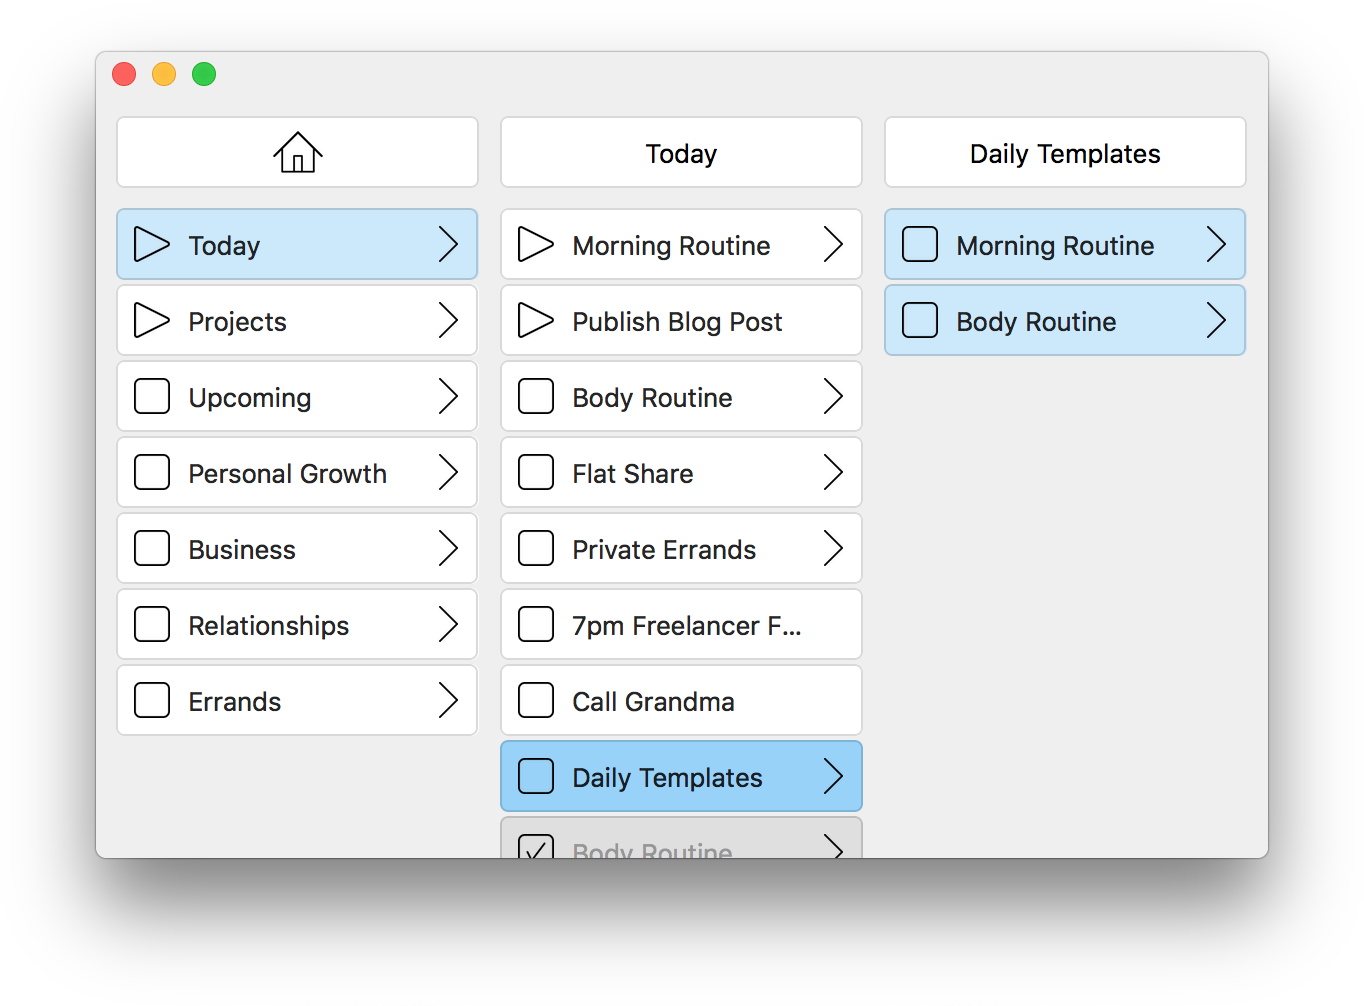 Today
Projects
Upcoming
Personal Growth
Business
Relationships
Errands
Today
Morning Routine
Publish Blog Post
Body Routine
Flat Share
Private Errands
7pm Freelancer F...
Call Grandma
Daily Templates
Body Routine
Daily Templates
Morning Routine
Body Routine